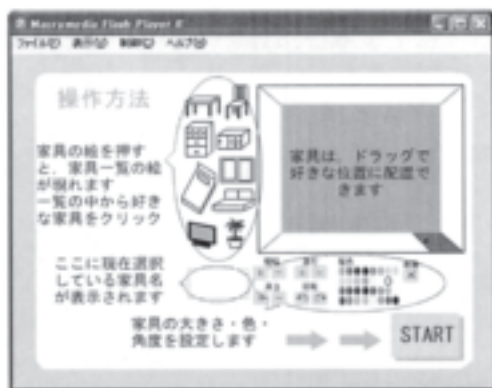 Macromedia Flash Player 6
ファイル(F) 表示(V) 制御(C) ヘルプ(H)
操作方法
家具の絵を押す
と、家具一覧の絵
が現れます
一覧の中から好き
な家具をクリック
家具は、ドラッグで
好きな位置に配置で
きます
ここに現在選択
している家具名
が表示されます
家具の大きさ・色・
角度を設定します
START